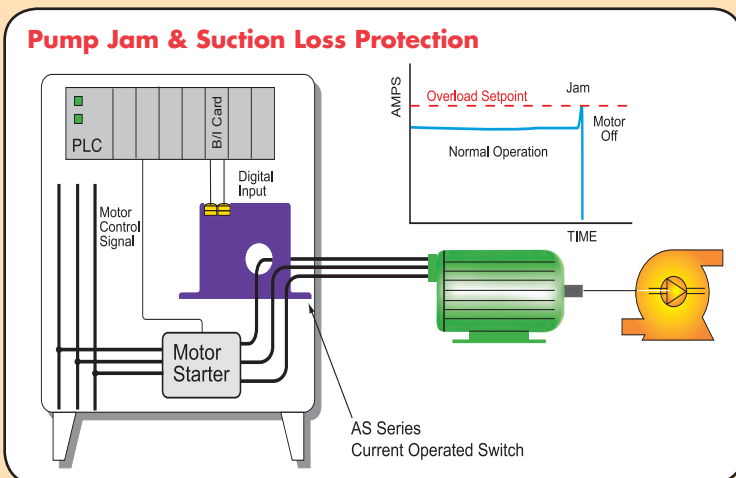 Pump Jam & Suction Loss Protection
PLC
B/I Card
Digital
Input
Motor
Control
Signal
Motor
Starter
AS Series
Current Operated Switch
AMPS
Overload Setpoint
Jam
Motor
Off
Normal Operation
TIME